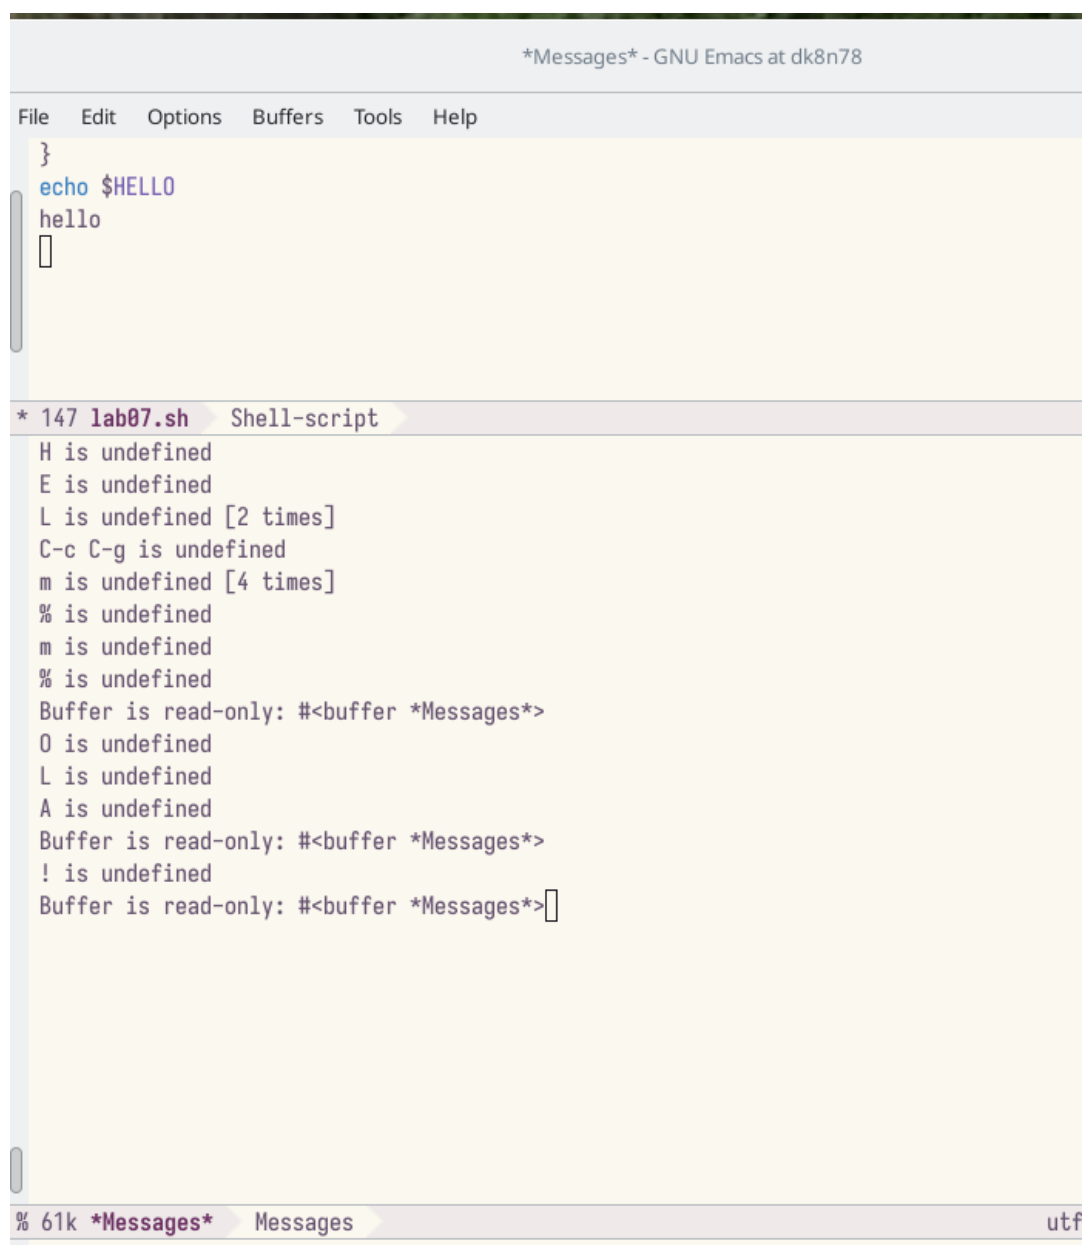 *Messages* - GNU Emacs at dk8n78
File Edit Options Buffers Tools Help
}
echo $HELLO
hello
* 147 lab07.sh Shell-script
H is undefined
E is undefined
L is undefined [2 times]
C-c C-g is undefined
m is undefined [4 times]
% is undefined
m is undefined
% is undefined
Buffer is read-only: #<buffer *Messages*>
O is undefined
L is undefined
A is undefined
Buffer is read-only: #<buffer *Messages*>
! is undefined
Buffer is read-only: #<buffer *Messages*>
% 61k *Messages* Messages utf